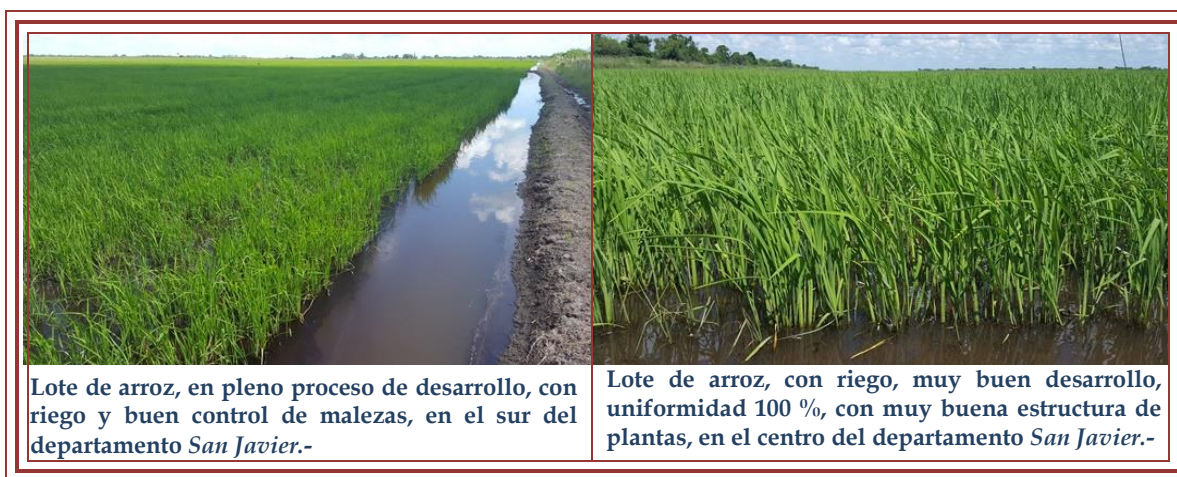 Lote de arroz, en pleno proceso de desarrollo, con
riego y buen control de malezas, en el sur del
departamento San Javier.-
Lote de arroz, con riego, muy buen desarrollo,
uniformidad 100 %, con muy buena estructura de
plantas, en el centro del departamento San Javier.-